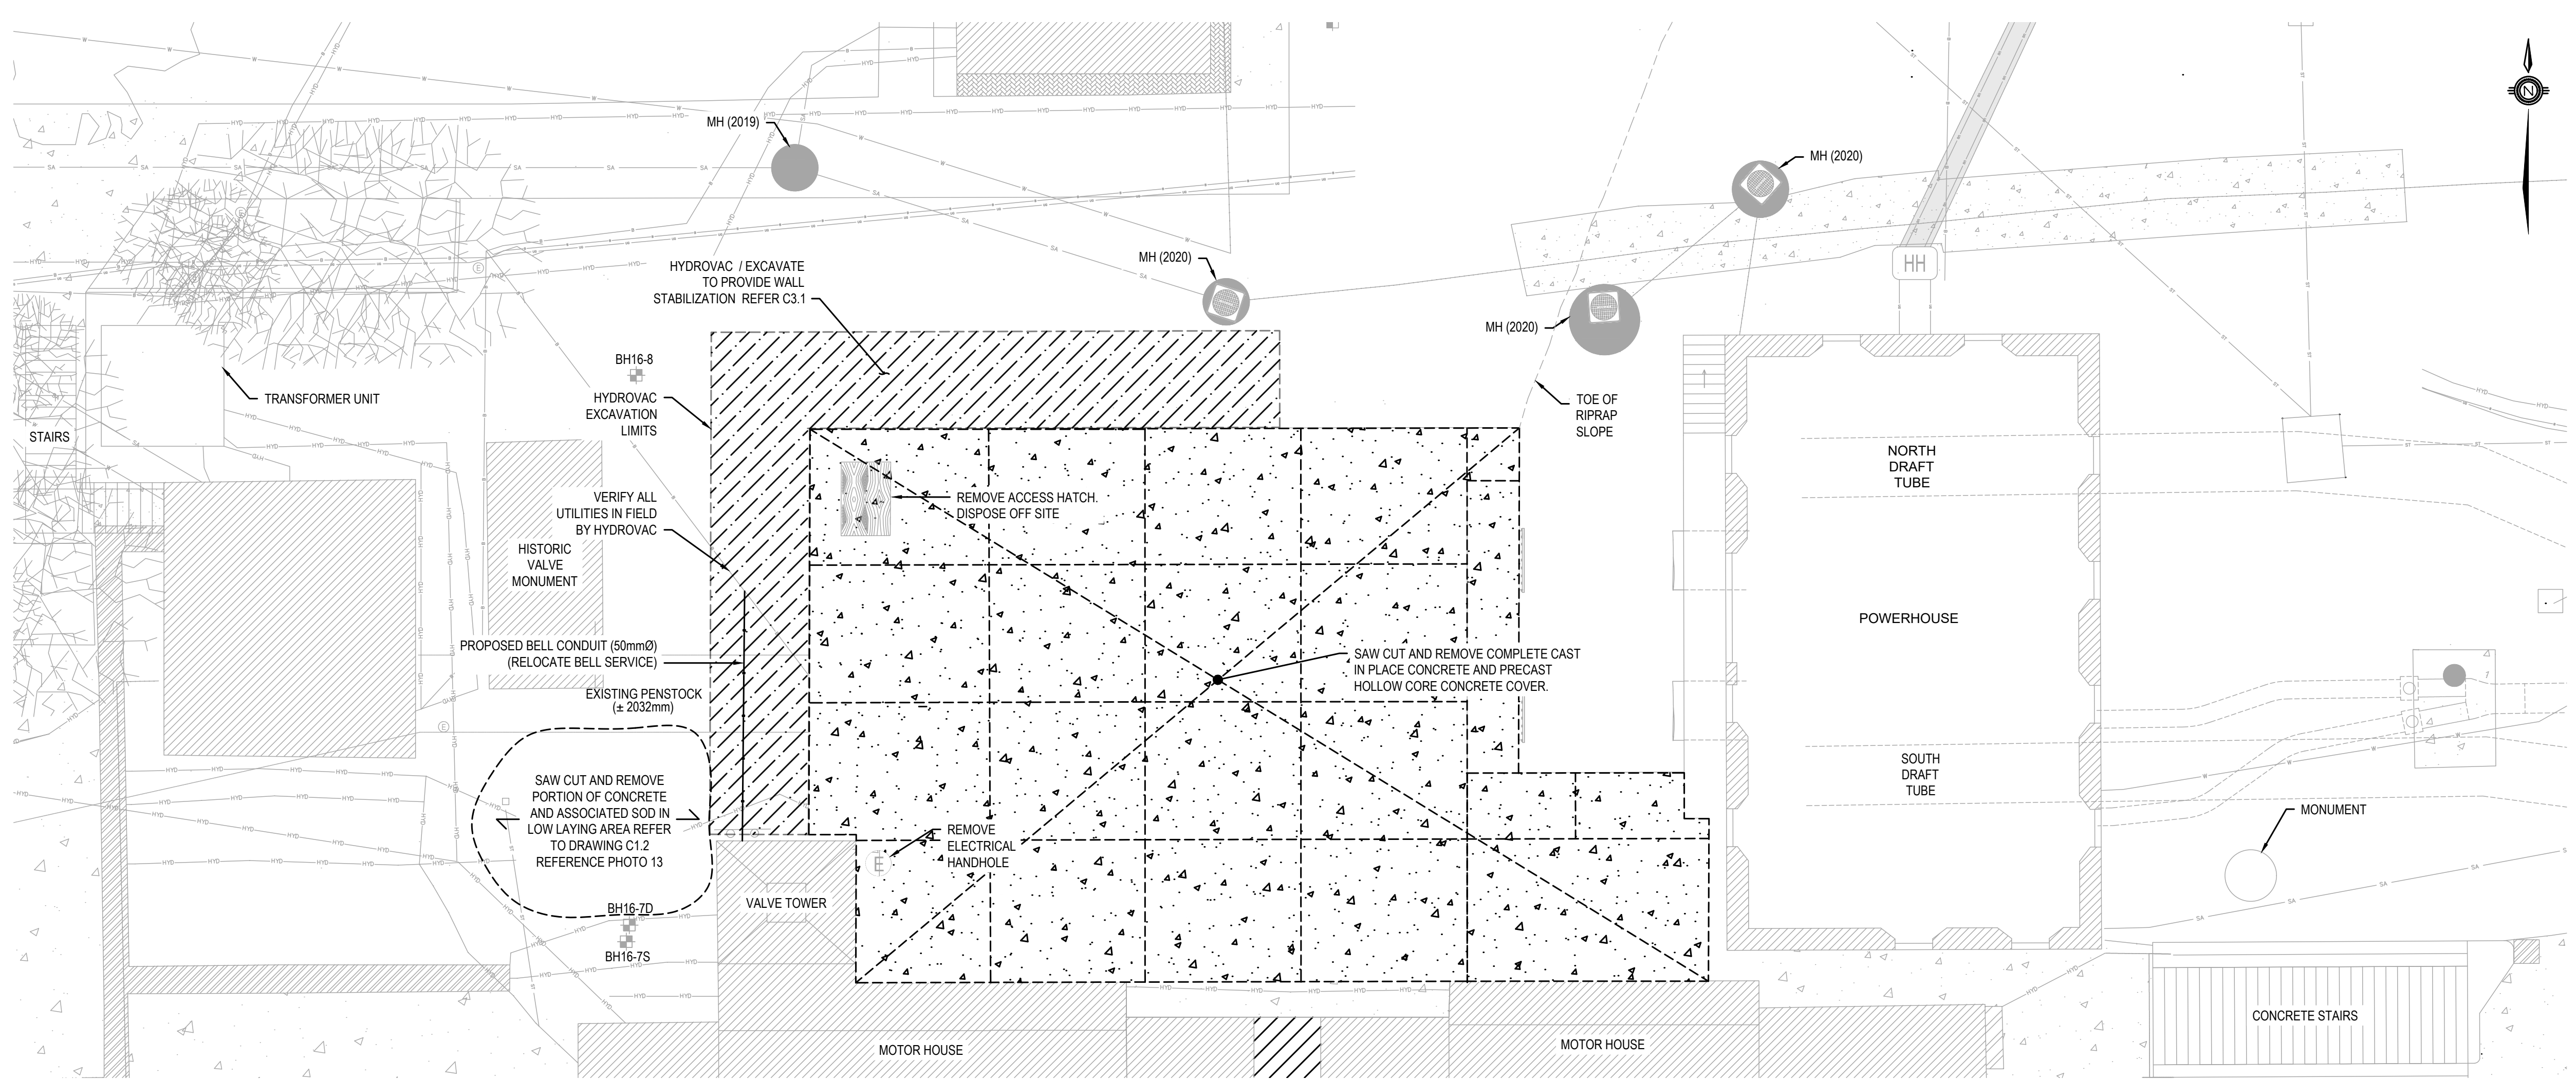 MH (2019)
MH (2020)
N
HYDROVAC / EXCAVATE
TO PROVIDE WALL
STABILIZATION REFER C3.1
MH (2020)
HH
MH (2020)
BH16-8
HYDROVAC
EXCAVATION
LIMITS
TRANSFORMER UNIT
STAIRS
TOE OF
RIPRAP
SLOPE
NORTH
DRAFT
TUBE
VERIFY ALL
UTILITIES IN FIELD
BY HYDROVAC
REMOVE ACCESS HATCH.
DISPOSE OFF SITE
HISTORIC
VALVE
MONUMENT
POWERHOUSE
PROPOSED BELL CONDUIT (50mmØ)
(RELOCATE BELL SERVICE)
SAW CUT AND REMOVE COMPLETE CAST
IN PLACE CONCRETE AND PRECAST
HOLLOW CORE CONCRETE COVER.
EXISTING PENSTOCK
(± 2032mm)
SOUTH
DRAFT
TUBE
SAW CUT AND REMOVE
PORTION OF CONCRETE
AND ASSOCIATED SOD IN
LOW LAYING AREA REFER
TO DRAWING C1.2
REFERENCE PHOTO 13
MONUMENT
REMOVE
ELECTRICAL
HANDHOLE
E
VALVE TOWER
BH16-7D
BH16-7S
CONCRETE STAIRS
MOTOR HOUSE
MOTOR HOUSE